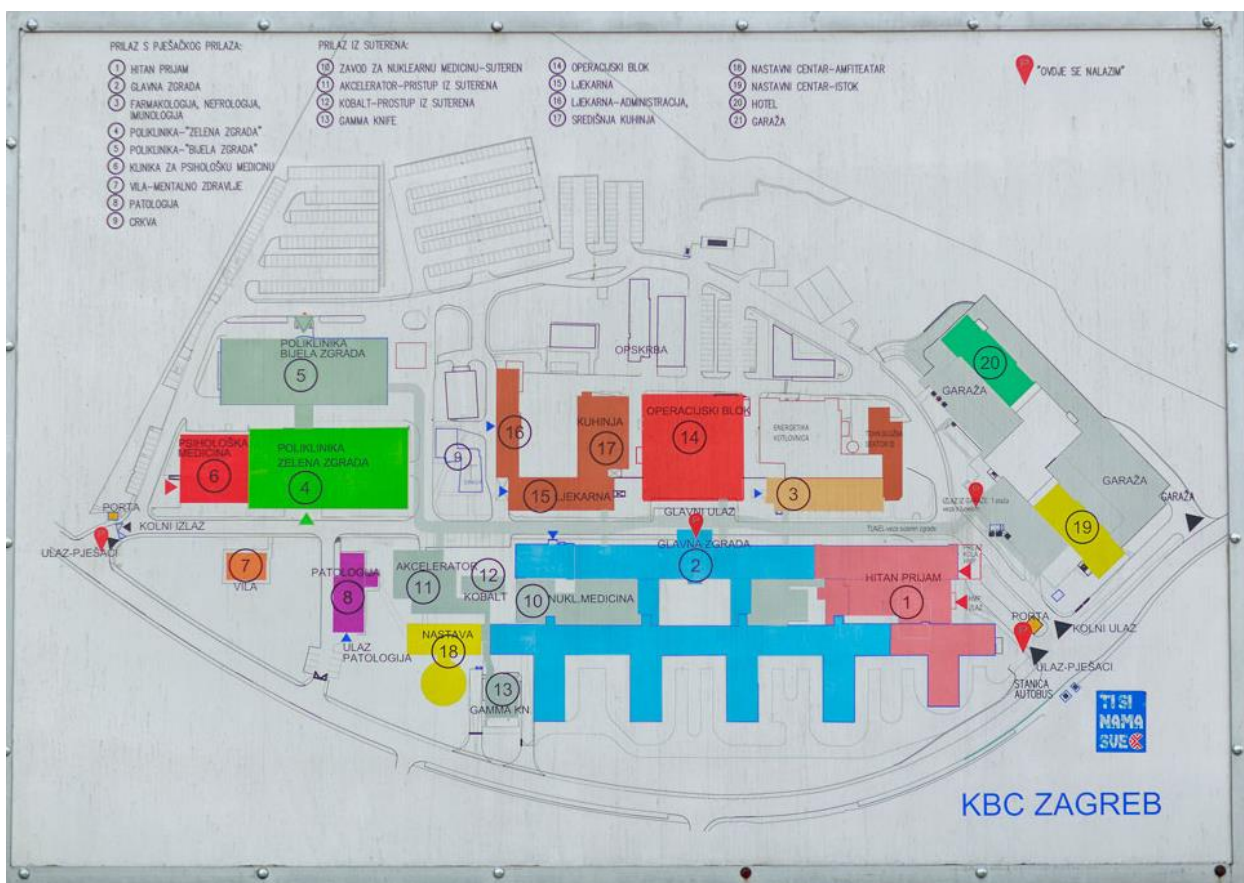 PRILAZ S PJEŠAČKOG PRILAZA:
1 HITAN PRIJAM
2 GLAVNA ZGRADA
3 FARMAKOLOGIJA, NEFROLOGIJA,
IMUNOLOGIJA
4 POLIKLINIKA-"ZELENA ZGRADA"
5 POLIKLINIKA-"BIJELA ZGRADA"
6 KLINIKA ZA PSIHOLOŠKU MEDICINU
7 VILA-MENTALNO ZDRAVLJE
8 PATOLOGIJA
9 CRKVA
PRILAZ IZ SUTERENA:
10 ZAVOD ZA NUKLEARNU MEDICINU-SUTEREN
11 AKCELERATOR-PRISTUP IZ SUTERENA
12 KOBALT-PROSTUP IZ SUTERENA
13 GAMMA KNIFE
14 OPERACIJSKI BLOK
15 LJEKARNA
16 LJEKARNA-ADMINISTRACIJA,
17 SREDIŠNJA KUHINJA
18 NASTAVNI CENTAR-AMFITEATAR
19 NASTAVNI CENTAR-ISTOK
20 HOTEL
21 GARAŽA
"OVDJE SE NALAZIM"
POLIKLINIKA
BIJELA ZGRADA
5
OPSKRBA
20
GARAŽA
PSIHOLOŠKA
MEDICINA
6
POLIKLINIKA
ZELENA ZGRADA
4
9
16
KUHINJA
17
OPERACIJSKI BLOK
14
ENERGETIKA
KOTLOVNICA
GARAŽA
GARAŽA
15 LJEKARNA
3
GLAVNI ULAZ
19
PORTA
KOLNI IZLAZ
ULAZ-PJEŠACI
GLAVNA ZGRADA
2
7
VILA
PATOLOGIJA
8
ULAZ
PATOLOGIJA
AKCELERATOR
11
12
KOBALT
10 NUKL.MEDICINA
HITAN PRIJAM
1
NASTAVA
18
13
GAMMA KN.
PORTA
KOLNI ULAZ
ULAZ-PJEŠACI
STANICA
AUTOBUS
TI SI
NAMA
SVE
KBC ZAGREB